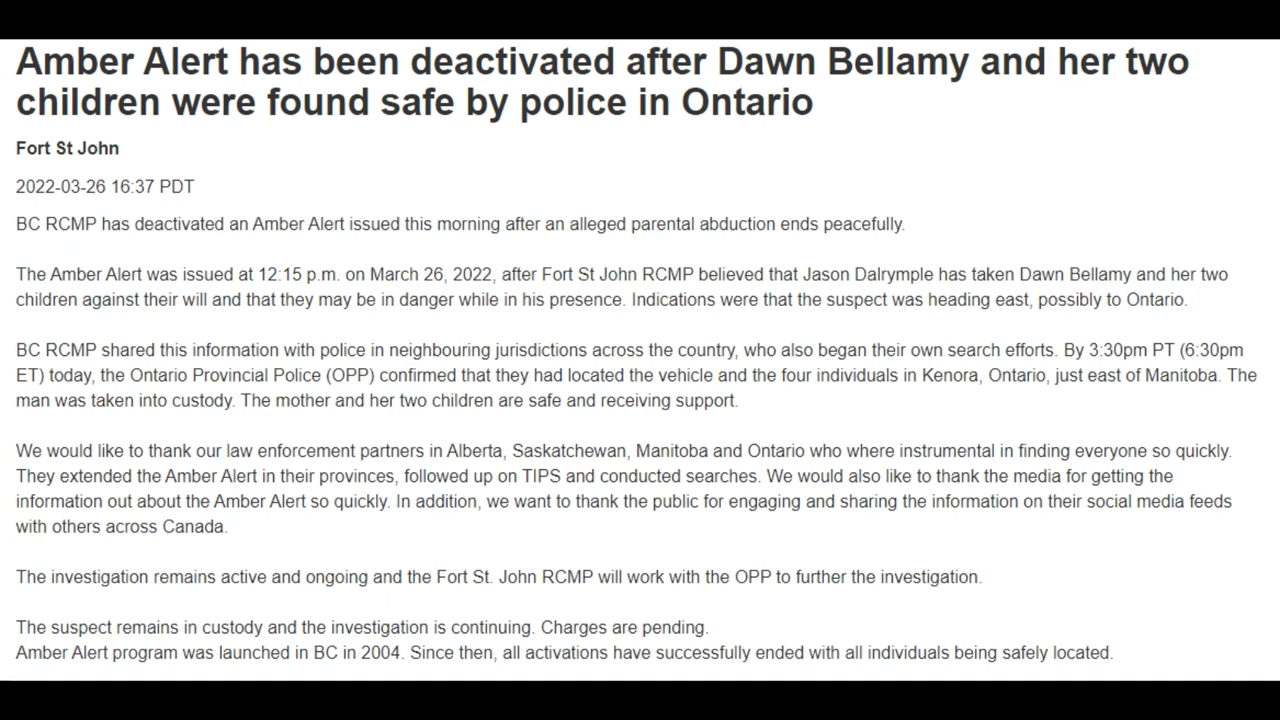 Amber Alert has been deactivated after Dawn Bellamy and her two
children were found safe by police in Ontario
Fort St John
2022-03-26 16:37 PDT
BC RCMP has deactivated an Amber Alert issued this morning after an alleged parental abduction ends peacefully.
The Amber Alert was issued at 12:15 p.m. on March 26, 2022, after Fort St John RCMP believed that Jason Dalrymple has taken Dawn Bellamy and her two
children against their will and that they may be in danger while in his presence. Indications were that the suspect was heading east, possibly to Ontario.
BC RCMP shared this information with police in neighbouring jurisdictions across the country, who also began their own search efforts. By 3:30pm PT (6:30pm
ET) today, the Ontario Provincial Police (OPP) confirmed that they had located the vehicle and the four individuals in Kenora, Ontario, just east of Manitoba. The
man was taken into custody. The mother and her two children are safe and receiving support.
We would like to thank our law enforcement partners in Alberta, Saskatchewan, Manitoba and Ontario who where instrumental in finding everyone so quickly.
They extended the Amber Alert in their provinces, followed up on TIPS and conducted searches. We would also like to thank the media for getting the
information out about the Amber Alert so quickly. In addition, we want to thank the public for engaging and sharing the information on their social media feeds
with others across Canada.
The investigation remains active and ongoing and the Fort St. John RCMP will work with the OPP to further the investigation.
The suspect remains in custody and the investigation is continuing. Charges are pending.
Amber Alert program was launched in BC in 2004. Since then, all activations have successfully ended with all individuals being safely located.